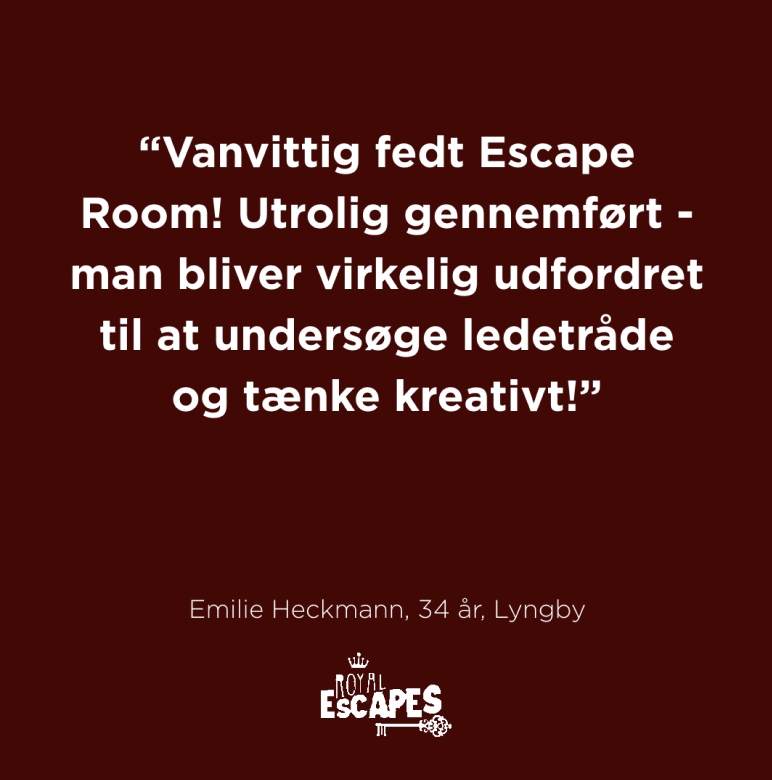 “Vanvittig fedt Escape
Room! Utrolig gennemført -
man bliver virkelig udfordret
til at undersøge ledetråde
og tænke kreativt!”
Emilie Heckmann, 34 år, Lyngby
ROYAL
ESCAPES